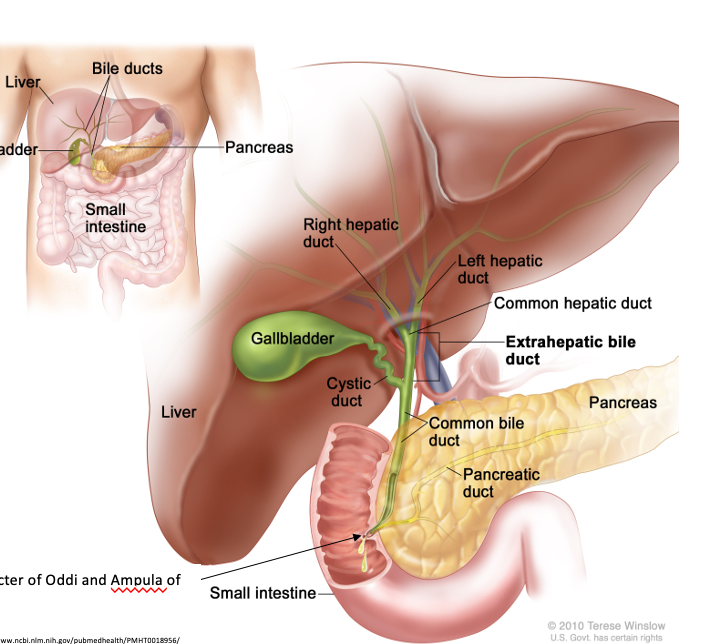 Bile ducts
Liver
adder
Pancreas
Small
intestine
Right hepatic
duct
Left hepatic
duct
Common hepatic duct
Gallbladder
Extrahepatic bile
duct
Cystic
duct
Liver
Pancreas
Common bile
duct
Pancreatic
duct
cter of Oddi and Ampula of
Small intestine
© 2010 Terese Winslow
U.S. Govt. has certain rights
ww.ncbi.nlm.nih.gov/pubmedhealth/PMHT0018956/